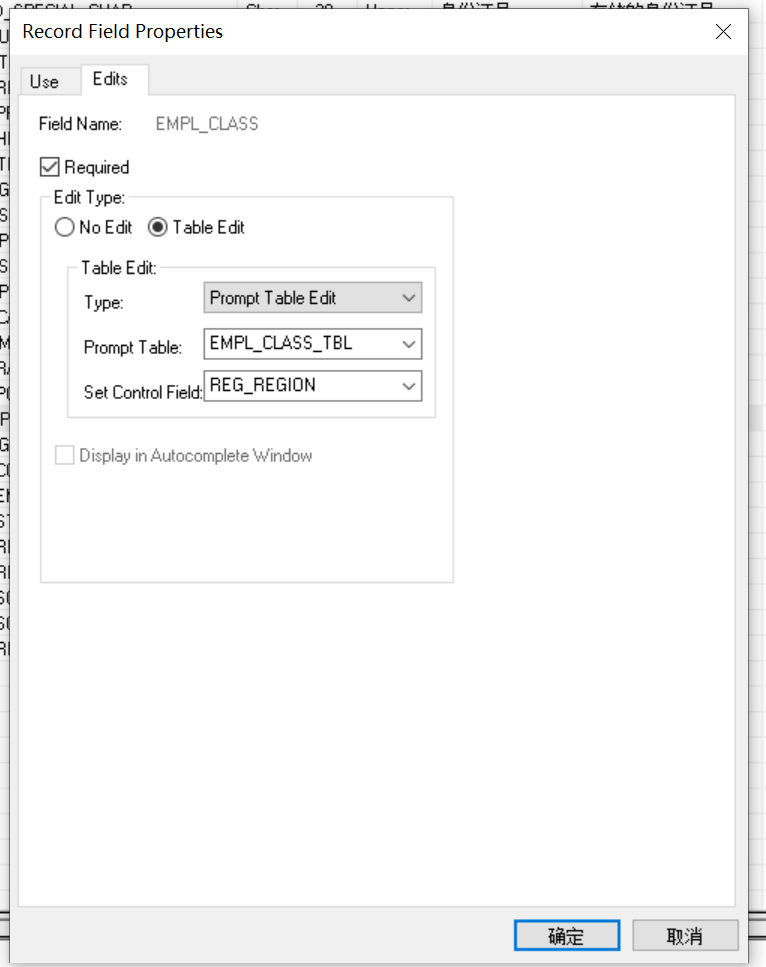 Record Field Properties
Use
Edits
Field Name: EMPL_CLASS
Required
Edit Type:
No Edit Table Edit
Table Edit:
Type: Prompt Table Edit
Prompt Table: EMPL_CLASS_TBL
Set Control Field: REG_REGION
Display in Autocomplete Window
确定 取消